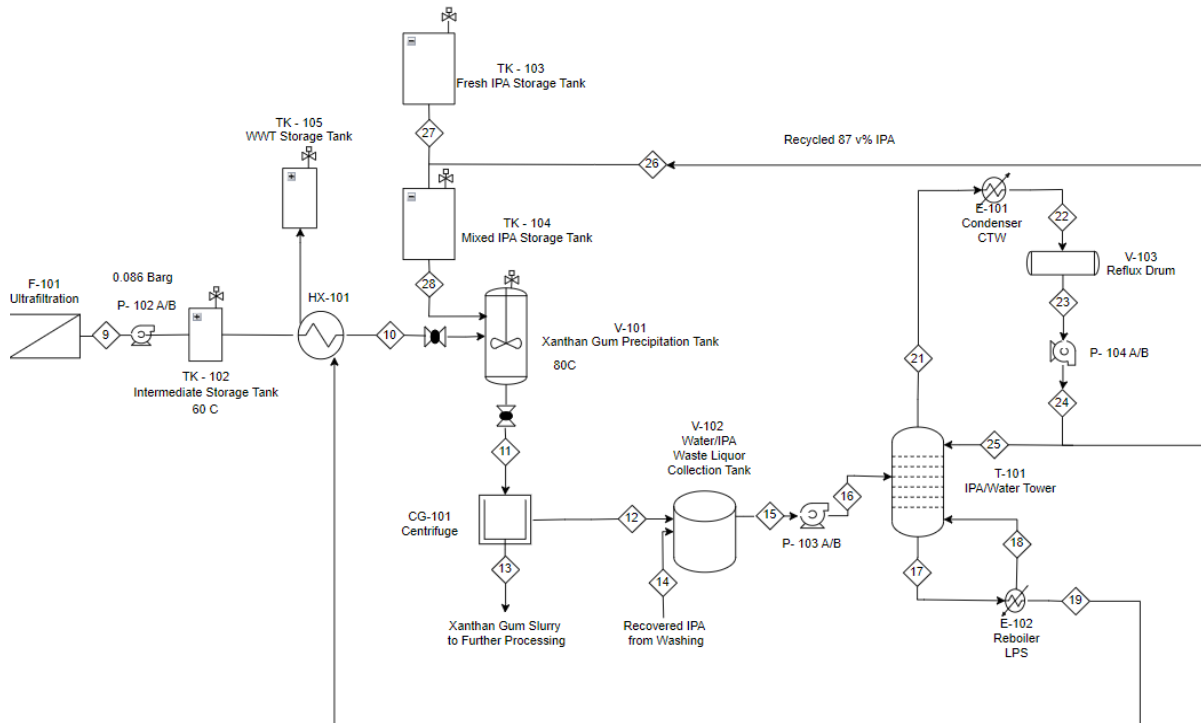 TK - 103
Fresh IPA Storage Tank
27
TK - 105
WWT Storage Tank
Recycled 87 v% IPA
26
TK - 104
Mixed IPA Storage Tank
E-101
Condenser
CTW
22
V-103
Reflux Drum
28
F-101
Ultrafiltration
0.086 Barg
P- 102 A/B
HX-101
9
10
V-101
Xanthan Gum Precipitation Tank
80C
23
21
P- 104 A/B
TK - 102
Intermediate Storage Tank
60 C
24
V-102
Water/IPA
Waste Liquor
Collection Tank
25
11
T-101
IPA/Water Tower
16
CG-101
Centrifuge
12
15
P- 103 A/B
18
13
14
17
19
Xanthan Gum Slurry
to Further Processing
Recovered IPA
from Washing
E-102
Reboiler
LPS